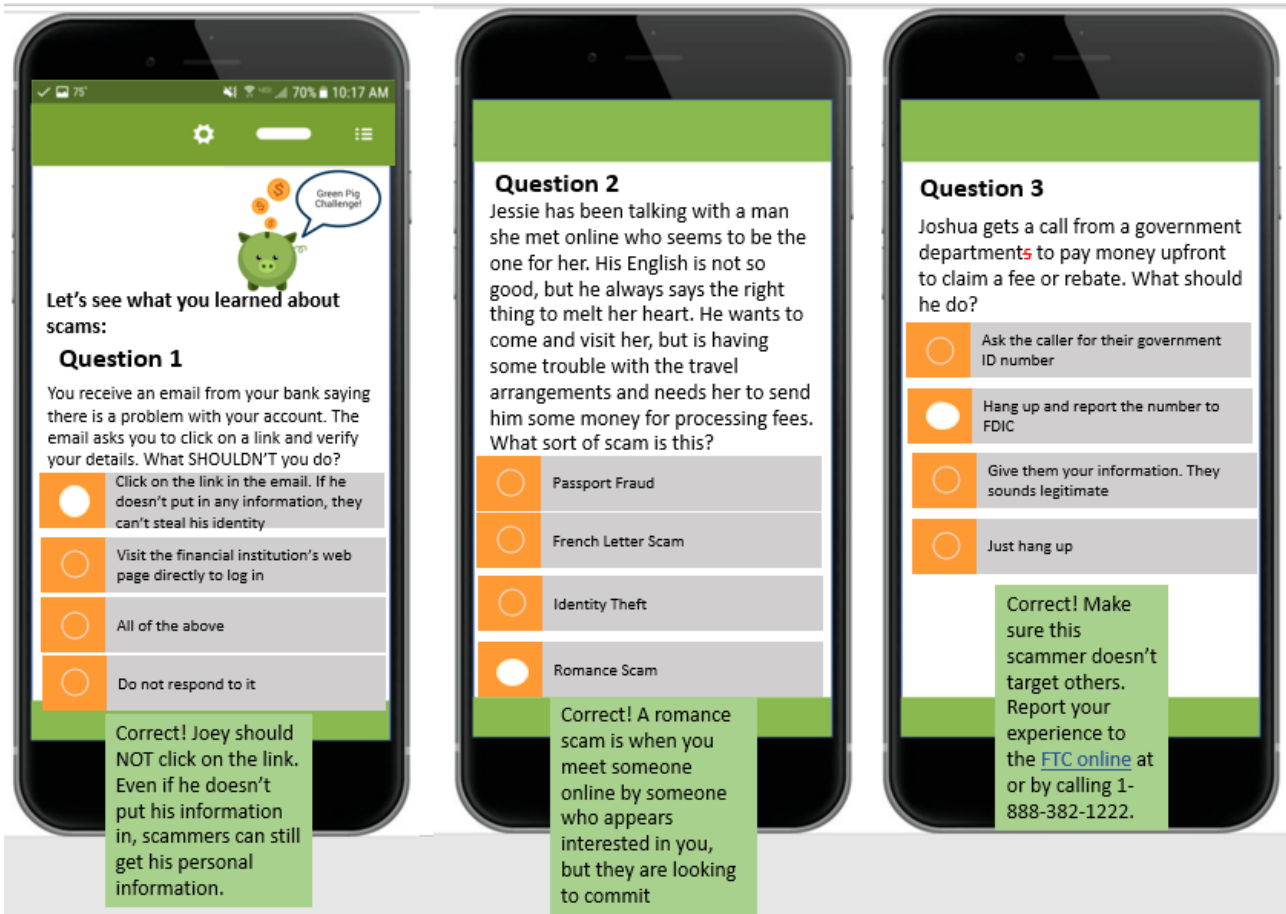 75°
70% 10:17 AM
Green Pig
Challenge!
Let's see what you learned about
scams:
Question 1
You receive an email from your bank saying
there is a problem with your account. The
email asks you to click on a link and verify
your details. What SHOULDN'T you do?
Click on the link in the email. If he
doesn't put in any information, they
can't steal his identity
Visit the financial institution's web
page directly to log in
All of the above
Do not respond to it
Correct! Joey should
NOT click on the link.
Even if he doesn't
put his information
in, scammers can still
get his personal
information.
Question 2
Jessie has been talking with a man
she met online who seems to be the
one for her. His English is not so
good, but he always says the right
thing to melt her heart. He wants to
come and visit her, but is having
some trouble with the travel
arrangements and needs her to send
him some money for processing fees.
What sort of scam is this?
Passport Fraud
French Letter Scam
Identity Theft
Romance Scam
Correct! A romance
scam is when you
meet someone
online by someone
who appears
interested in you,
but they are looking
to commit
Question 3
Joshua gets a call from a government
departments to pay money upfront
to claim a fee or rebate. What should
he do?
Ask the caller for their government
ID number
Hang up and report the number to
FDIC
Give them your information. They
sounds legitimate
Just hang up
Correct! Make
sure this
scammer doesn't
target others.
Report your
experience to
the FTC online at
or by calling 1-
888-382-1222.